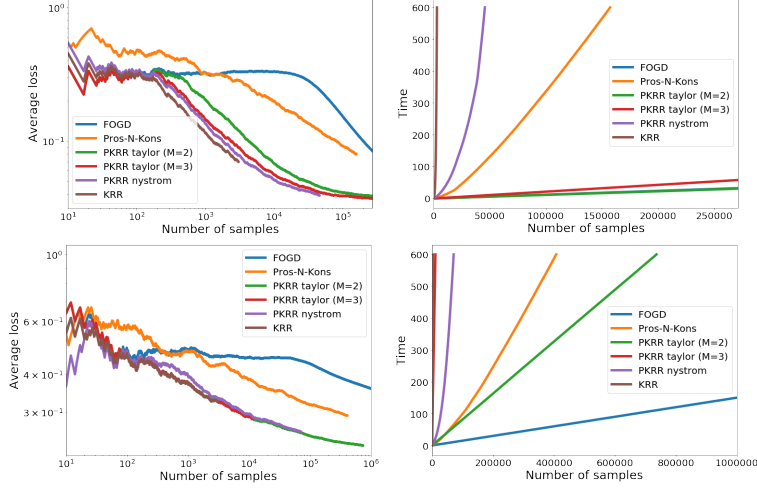 10⁰
10⁻¹
Average loss
FOGD
Pros-N-Kons
PKRR taylor (M=2)
PKRR taylor (M=3)
PKRR nystrom
KRR
10¹ 10² 10³ 10⁴ 10⁵
Number of samples
600
500
400
300
200
100
0
Time
FOGD
Pros-N-Kons
PKRR taylor (M=2)
PKRR taylor (M=3)
PKRR nystrom
KRR
0 50000 100000 150000 200000 250000
Number of samples
10⁰
6 × 10⁻¹
4 × 10⁻¹
3 × 10⁻¹
Average loss
FOGD
Pros-N-Kons
PKRR taylor (M=2)
PKRR taylor (M=3)
PKRR nystrom
KRR
10¹ 10² 10³ 10⁴ 10⁵ 10⁶
Number of samples
600
500
400
300
200
100
0
Time
FOGD
Pros-N-Kons
PKRR taylor (M=2)
PKRR taylor (M=3)
PKRR nystrom
KRR
0 200000 400000 600000 800000 1000000
Number of samples